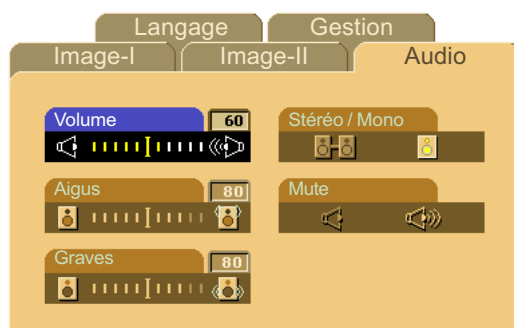 Langage Gestion
Image-I Image-II Audio
Volume 60
Stéréo / Mono
Aigus 80
Mute
Graves 80